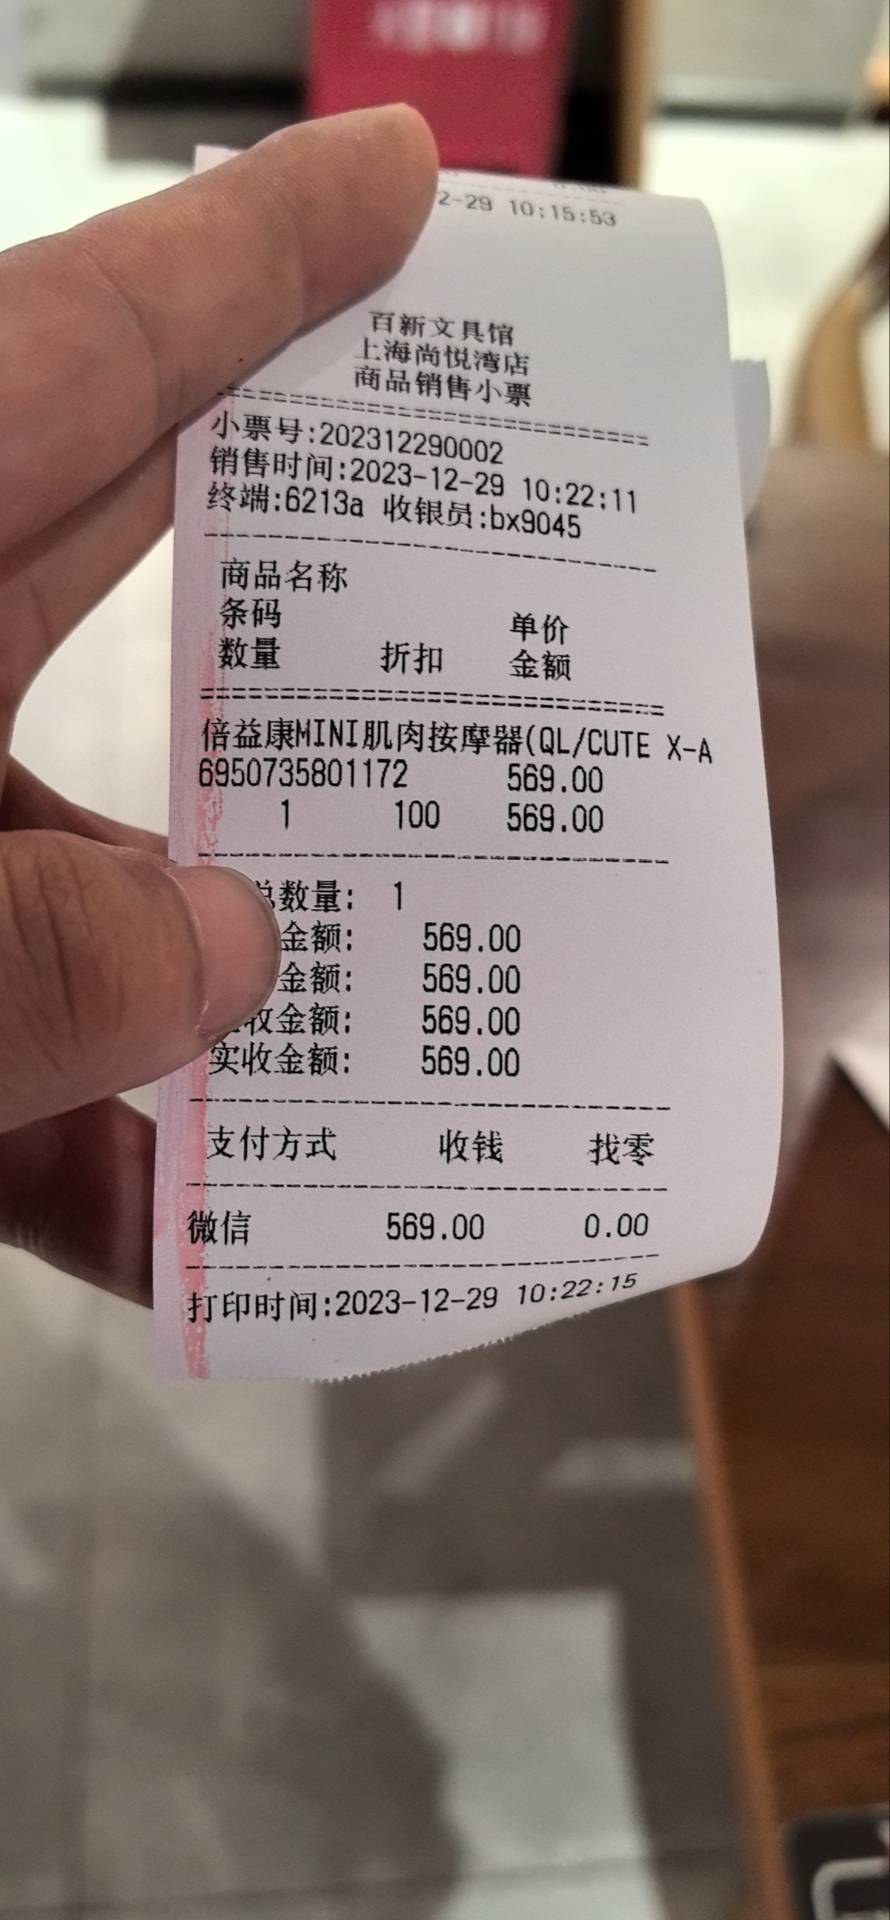 2-29 10:15:53
百新文具馆
上海尚悦湾店
商品销售小票
小票号:202312290002
销售时间:2023-12-29 10:22:11
终端:6213a 收银员:bx9045
商品名称
条码 单价
数量 折扣 金额
倍益康MINI肌肉按摩器(QL/CUTE X-A
6950735801172 569.00
1 100 569.00
总数量: 1
金额: 569.00
金额: 569.00
收金额: 569.00
实收金额: 569.00
支付方式 收钱 找零
微信 569.00 0.00
打印时间:2023-12-29 10:22:15